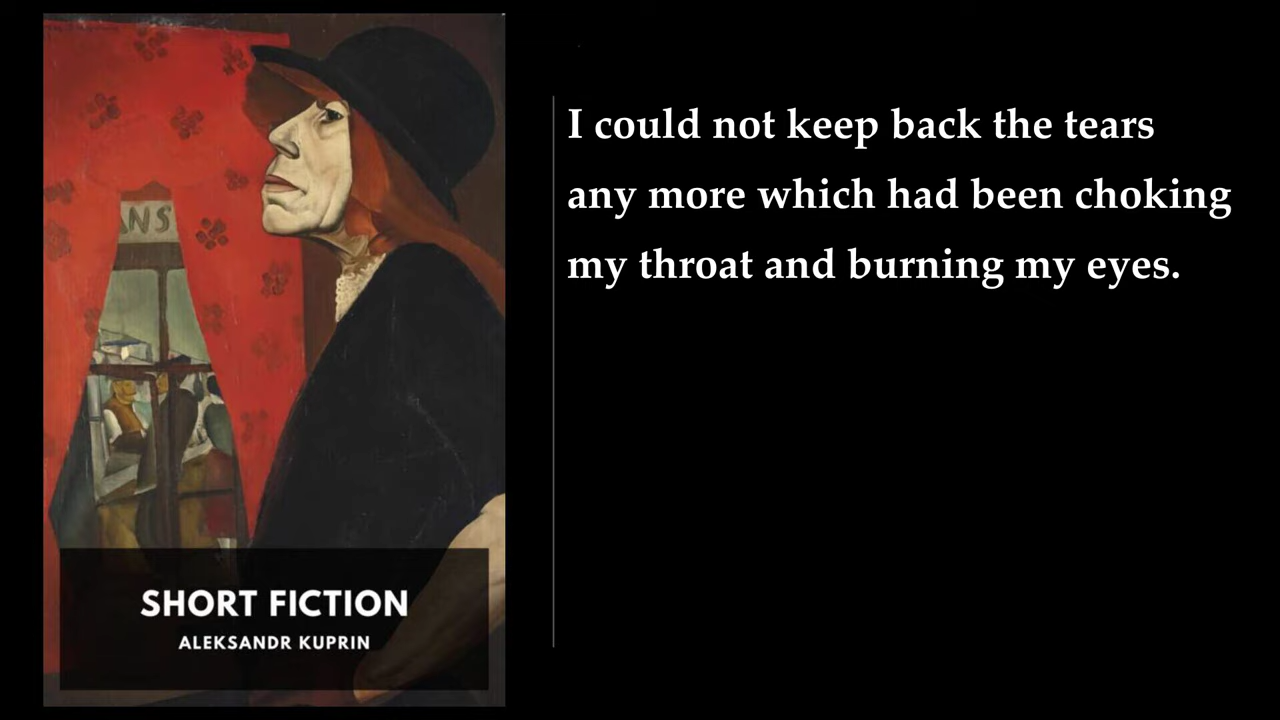 ANS
SHORT FICTION
ALEKSANDR KUPRIN
I could not keep back the tears
any more which had been choking
my throat and burning my eyes.